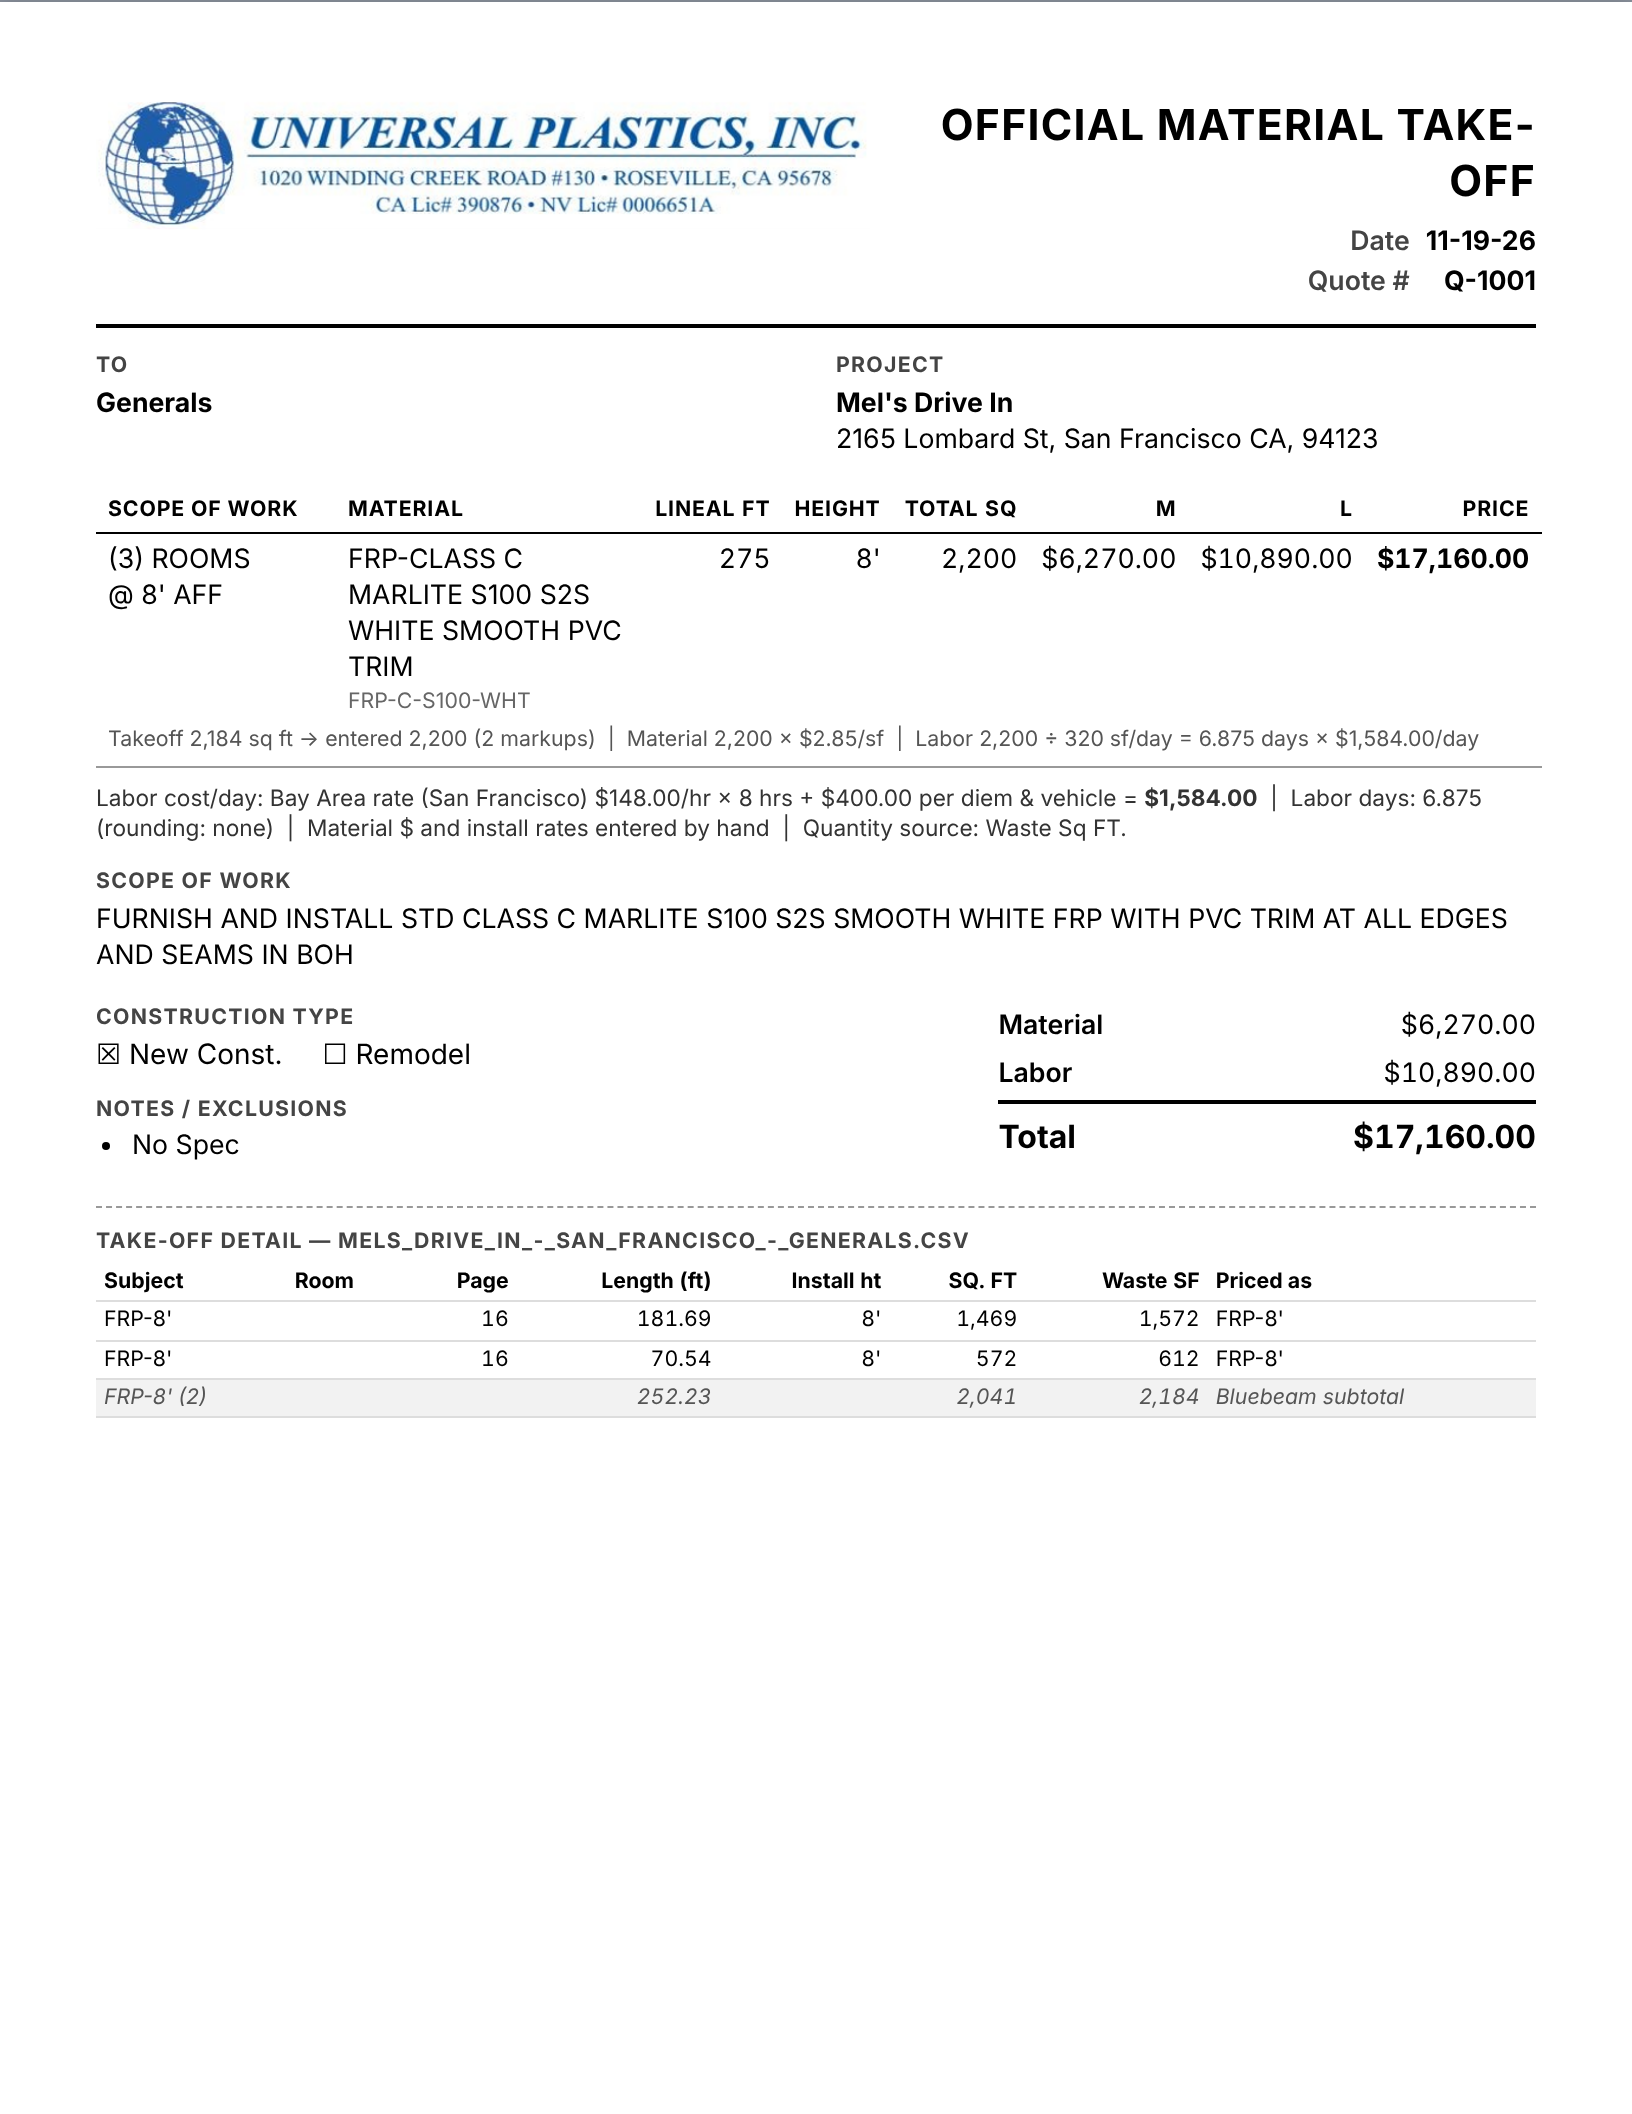 UNIVERSAL PLASTICS, INC.
1020 WINDING CREEK ROAD #130 • ROSEVILLE, CA 95678
CA Lic# 390876 • NV Lic# 0006651A
OFFICIAL MATERIAL TAKE-
OFF
Date 11-19-26
Quote # Q-1001
TO
Generals
PROJECT
Mel's Drive In
2165 Lombard St, San Francisco CA, 94123
SCOPE OF WORK MATERIAL LINEAL FT HEIGHT TOTAL SQ M L PRICE
(3) ROOMS FRP-CLASS C 275 8' 2,200 $6,270.00 $10,890.00 $17,160.00
@ 8' AFF MARLITE S100 S2S
WHITE SMOOTH PVC
TRIM
FRP-C-S100-WHT
Takeoff 2,184 sq ft → entered 2,200 (2 markups) | Material 2,200 × $2.85/sf | Labor 2,200 ÷ 320 sf/day = 6.875 days × $1,584.00/day
Labor cost/day: Bay Area rate (San Francisco) $148.00/hr × 8 hrs + $400.00 per diem & vehicle = $1,584.00 | Labor days: 6.875
(rounding: none) | Material $ and install rates entered by hand | Quantity source: Waste Sq FT.
SCOPE OF WORK
FURNISH AND INSTALL STD CLASS C MARLITE S100 S2S SMOOTH WHITE FRP WITH PVC TRIM AT ALL EDGES
AND SEAMS IN BOH
CONSTRUCTION TYPE
☒ New Const. ☐ Remodel
NOTES / EXCLUSIONS
• No Spec
Material $6,270.00
Labor $10,890.00
Total $17,160.00
TAKE-OFF DETAIL — MELS_DRIVE_IN_-_SAN_FRANCISCO_-_GENERALS.CSV
Subject Room Page Length (ft) Install ht SQ. FT Waste SF Priced as
FRP-8' 16 181.69 8' 1,469 1,572 FRP-8'
FRP-8' 16 70.54 8' 572 612 FRP-8'
FRP-8' (2) 252.23 2,041 2,184 Bluebeam subtotal